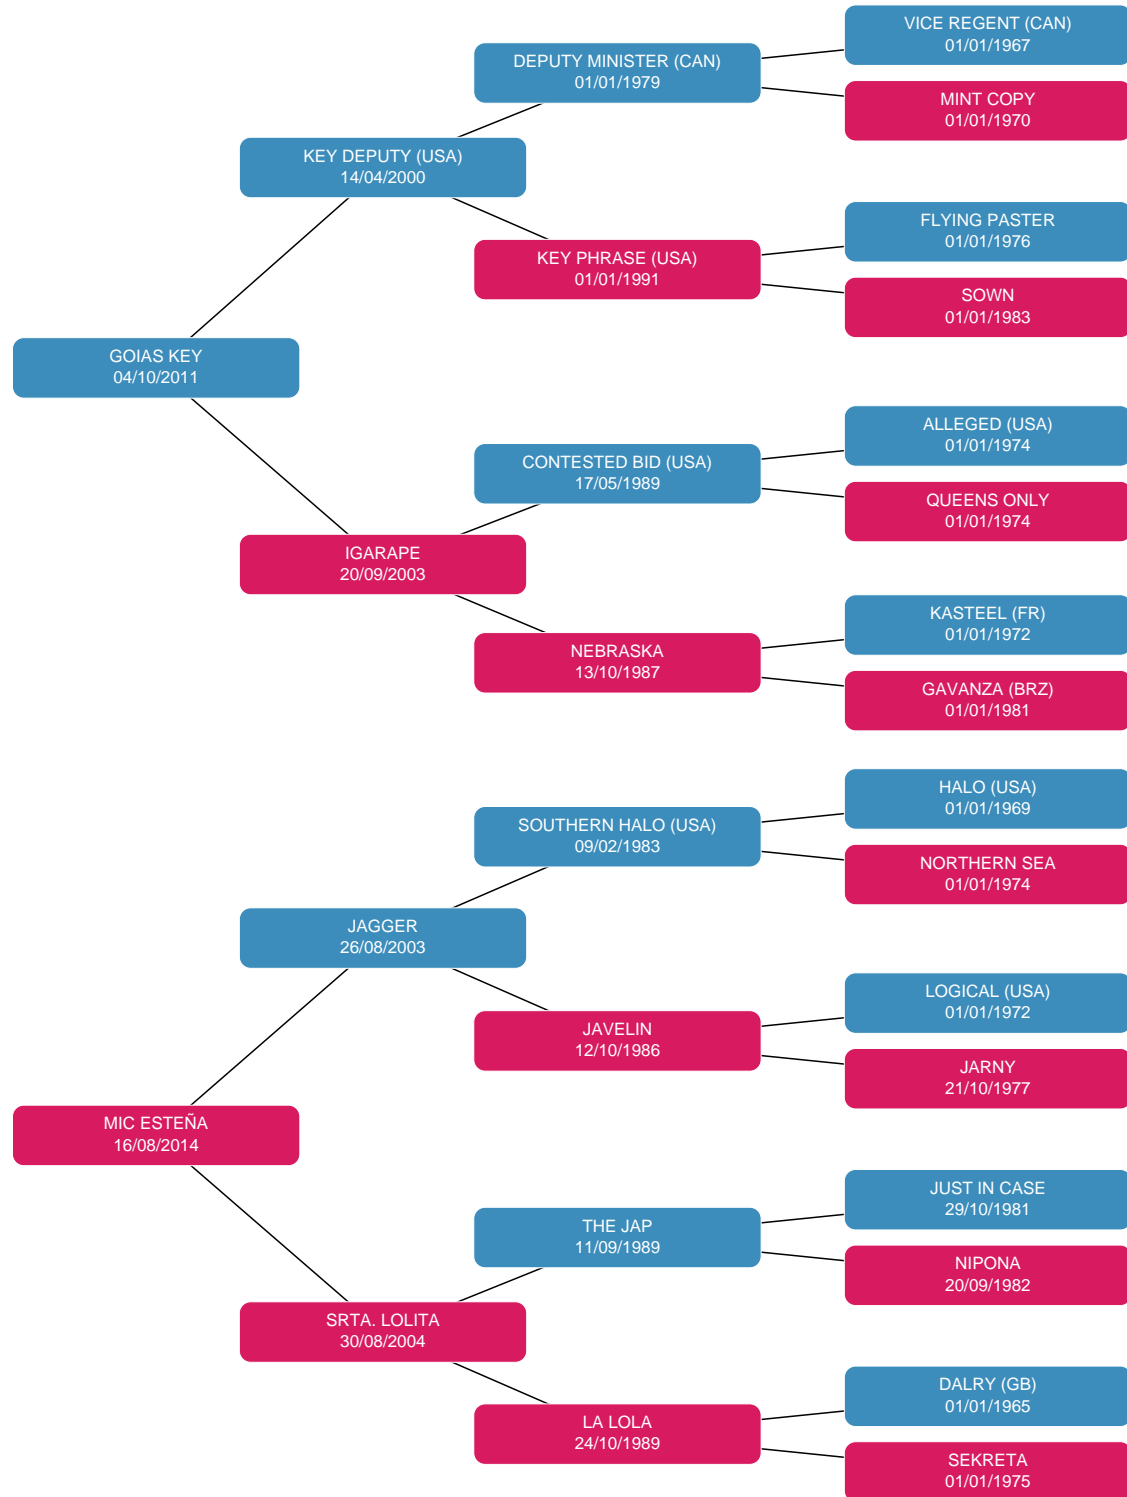 VICE REGENT (CAN)
01/01/1967
DEPUTY MINISTER (CAN)
01/01/1979
MINT COPY
01/01/1970
KEY DEPUTY (USA)
14/04/2000
FLYING PASTER
01/01/1976
KEY PHRASE (USA)
01/01/1991
SOWN
01/01/1983
GOIAS KEY
04/10/2011
ALLEGED (USA)
01/01/1974
CONTESTED BID (USA)
17/05/1989
QUEENS ONLY
01/01/1974
IGARAPE
20/09/2003
KASTEEL (FR)
01/01/1972
NEBRASKA
13/10/1987
GAVANZA (BRZ)
01/01/1981
HALO (USA)
01/01/1969
SOUTHERN HALO (USA)
09/02/1983
NORTHERN SEA
01/01/1974
JAGGER
26/08/2003
LOGICAL (USA)
01/01/1972
JAVELIN
12/10/1986
JARNY
21/10/1977
MIC ESTEÑA
16/08/2014
JUST IN CASE
29/10/1981
THE JAP
11/09/1989
NIPONA
20/09/1982
SRTA. LOLITA
30/08/2004
DALRY (GB)
01/01/1965
LA LOLA
24/10/1989
SEKRETA
01/01/1975